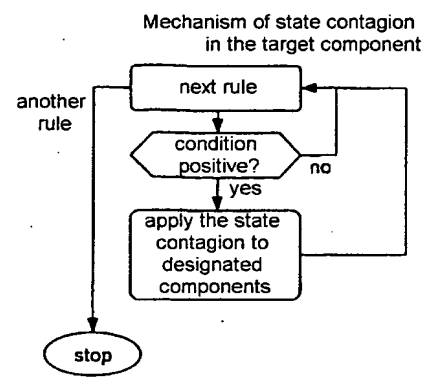 Mechanism of state contagion
in the target component
next rule
another
rule
condition
positive?
no
yes
apply the state
contagion to
designated
components
stop